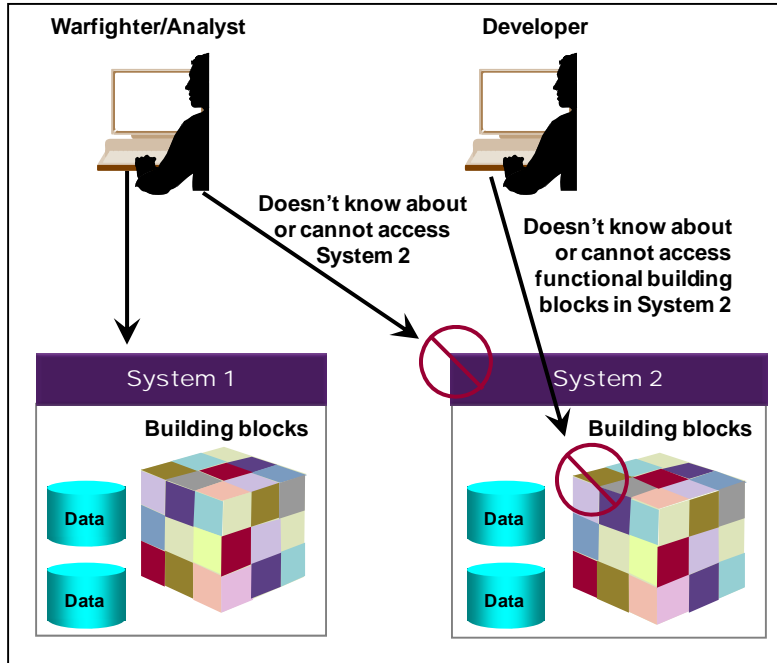 Warfighter/Analyst
Developer
Doesn't know about
or cannot access
System 2
Doesn't know about
or cannot access
functional building
blocks in System 2
System 1
Building blocks
Data
Data
System 2
Building blocks
Data
Data